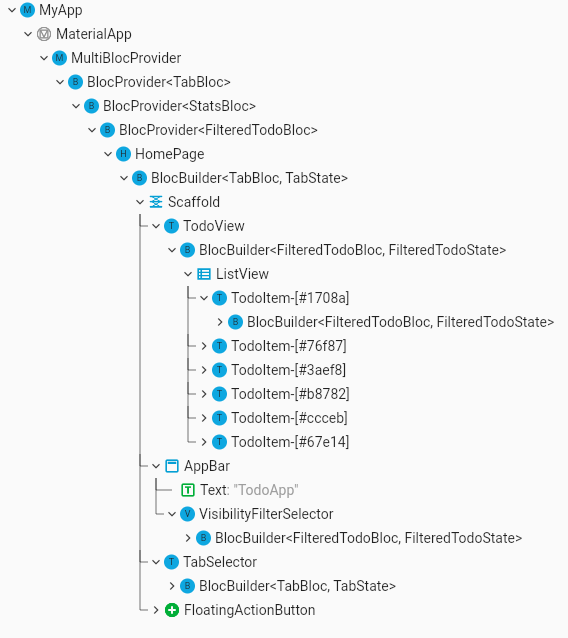 M MyApp
MaterialApp
M MultiBlocProvider
B BlocProvider<TabBloc>
B BlocProvider<StatsBloc>
B BlocProvider<FilteredTodoBloc>
H HomePage
B BlocBuilder<TabBloc, TabState>
Scaffold
T TodoView
B BlocBuilder<FilteredTodoBloc, FilteredTodoState>
ListView
T TodoItem-[#1708a]
B BlocBuilder<FilteredTodoBloc, FilteredTodoState>
T TodoItem-[#76f87]
T TodoItem-[#3aef8]
T TodoItem-[#b8782]
T TodoItem-[#ccceb]
T TodoItem-[#67e14]
AppBar
T Text: "TodoApp"
V VisibilityFilterSelector
B BlocBuilder<FilteredTodoBloc, FilteredTodoState>
T TabSelector
B BlocBuilder<TabBloc, TabState>
FloatingActionButton